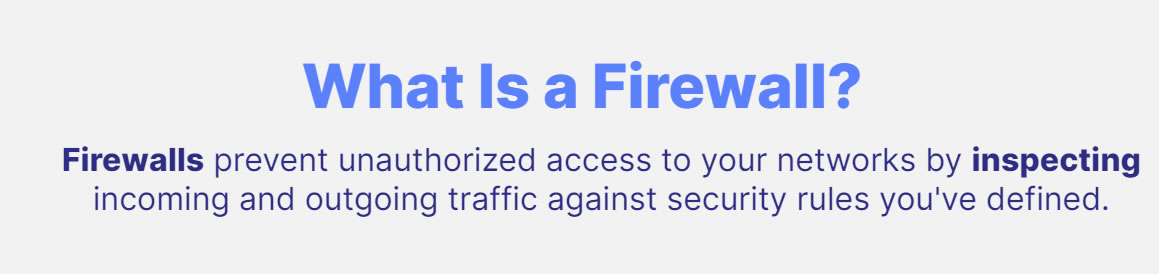 What Is a Firewall?
Firewalls prevent unauthorized access to your networks by inspecting
incoming and outgoing traffic against security rules you've defined.